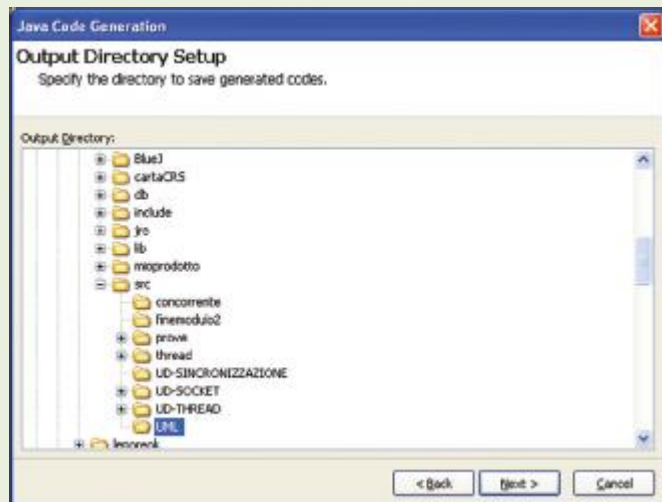 Java Code Generation
Output Directory Setup
Specify the directory to save generated codes.
Output Directory:
BlueJ
cartaCRS
db
include
jre
lib
mioprodotto
src
concorrente
finemodulo2
prove
thread
UD-SINCRONIZZAZIONE
UD-SOCKET
UD-THREAD
UML
< Back
Next >
Cancel